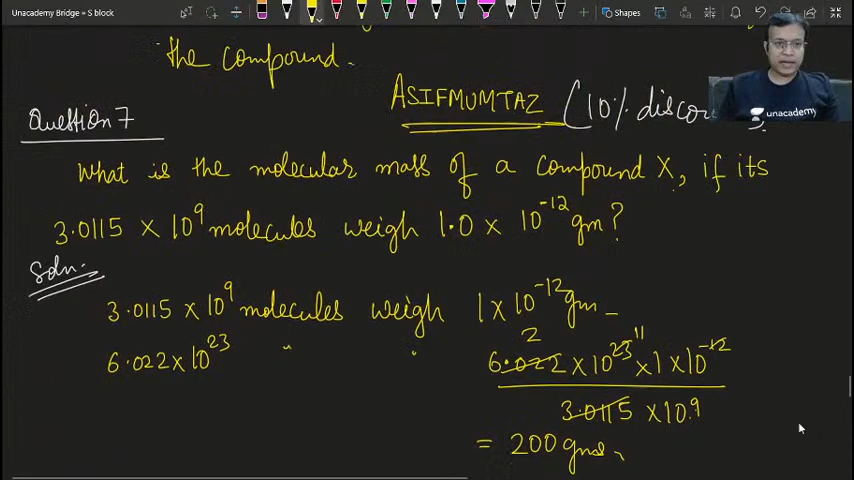 Unacademy Bridge = S block
Shapes
the compound.
ASIFMUMTAZ (10% disco
unacademy
Question 7
What is the molecular mass of a compound X, if its
3.0115 × 10⁹ molecules weigh 1.0 × 10⁻¹² gm?
Soln.
3.0115 × 10⁹ molecules weigh 1 × 10⁻¹² gm
2 11
6.022 × 10²³ " " 6.022 × 10²³ × 1 × 10⁻¹²
3.0115 × 10⁹
= 200 gms